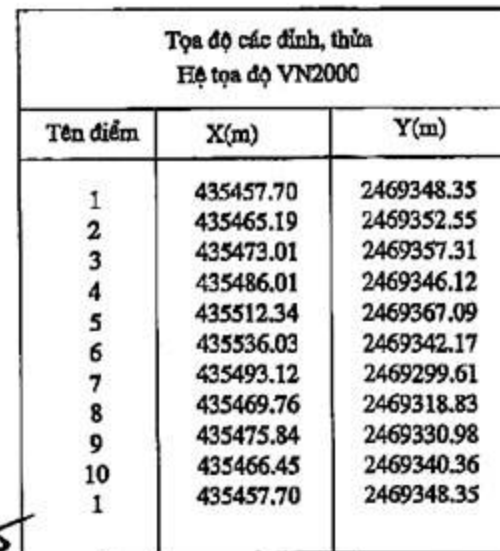 Tọa độ các đỉnh, thửa
Hệ tọa độ VN2000
Tên điểm X(m) Y(m)
1 435457.70 2469348.35
2 435465.19 2469352.55
3 435473.01 2469357.31
4 435486.01 2469346.12
5 435512.34 2469367.09
6 435536.03 2469342.17
7 435493.12 2469299.61
8 435469.76 2469318.83
9 435475.84 2469330.98
10 435466.45 2469340.36
1 435457.70 2469348.35